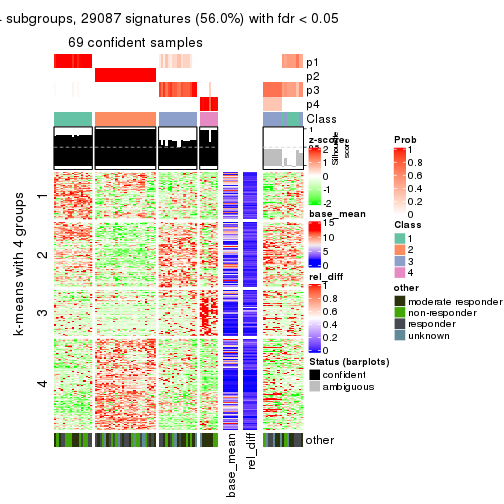 subgroups, 29087 signatures (56.0%) with fdr < 0.05
69 confident samples
p1
p2
p3
p4
Class
1
Silhouette
score
z-score
2
1
0
-1
-2
base_mean
15
10
5
0
rel_diff
1
0.8
0.6
0.4
0.2
0
Status (barplots)
confident
ambiguous
Prob
1
0.8
0.6
0.4
0.2
0
Class
1
2
3
4
other
moderate responder
non-responder
responder
unknown
k-means with 4 groups
1
2
3
4
other
base_mean
rel_diff